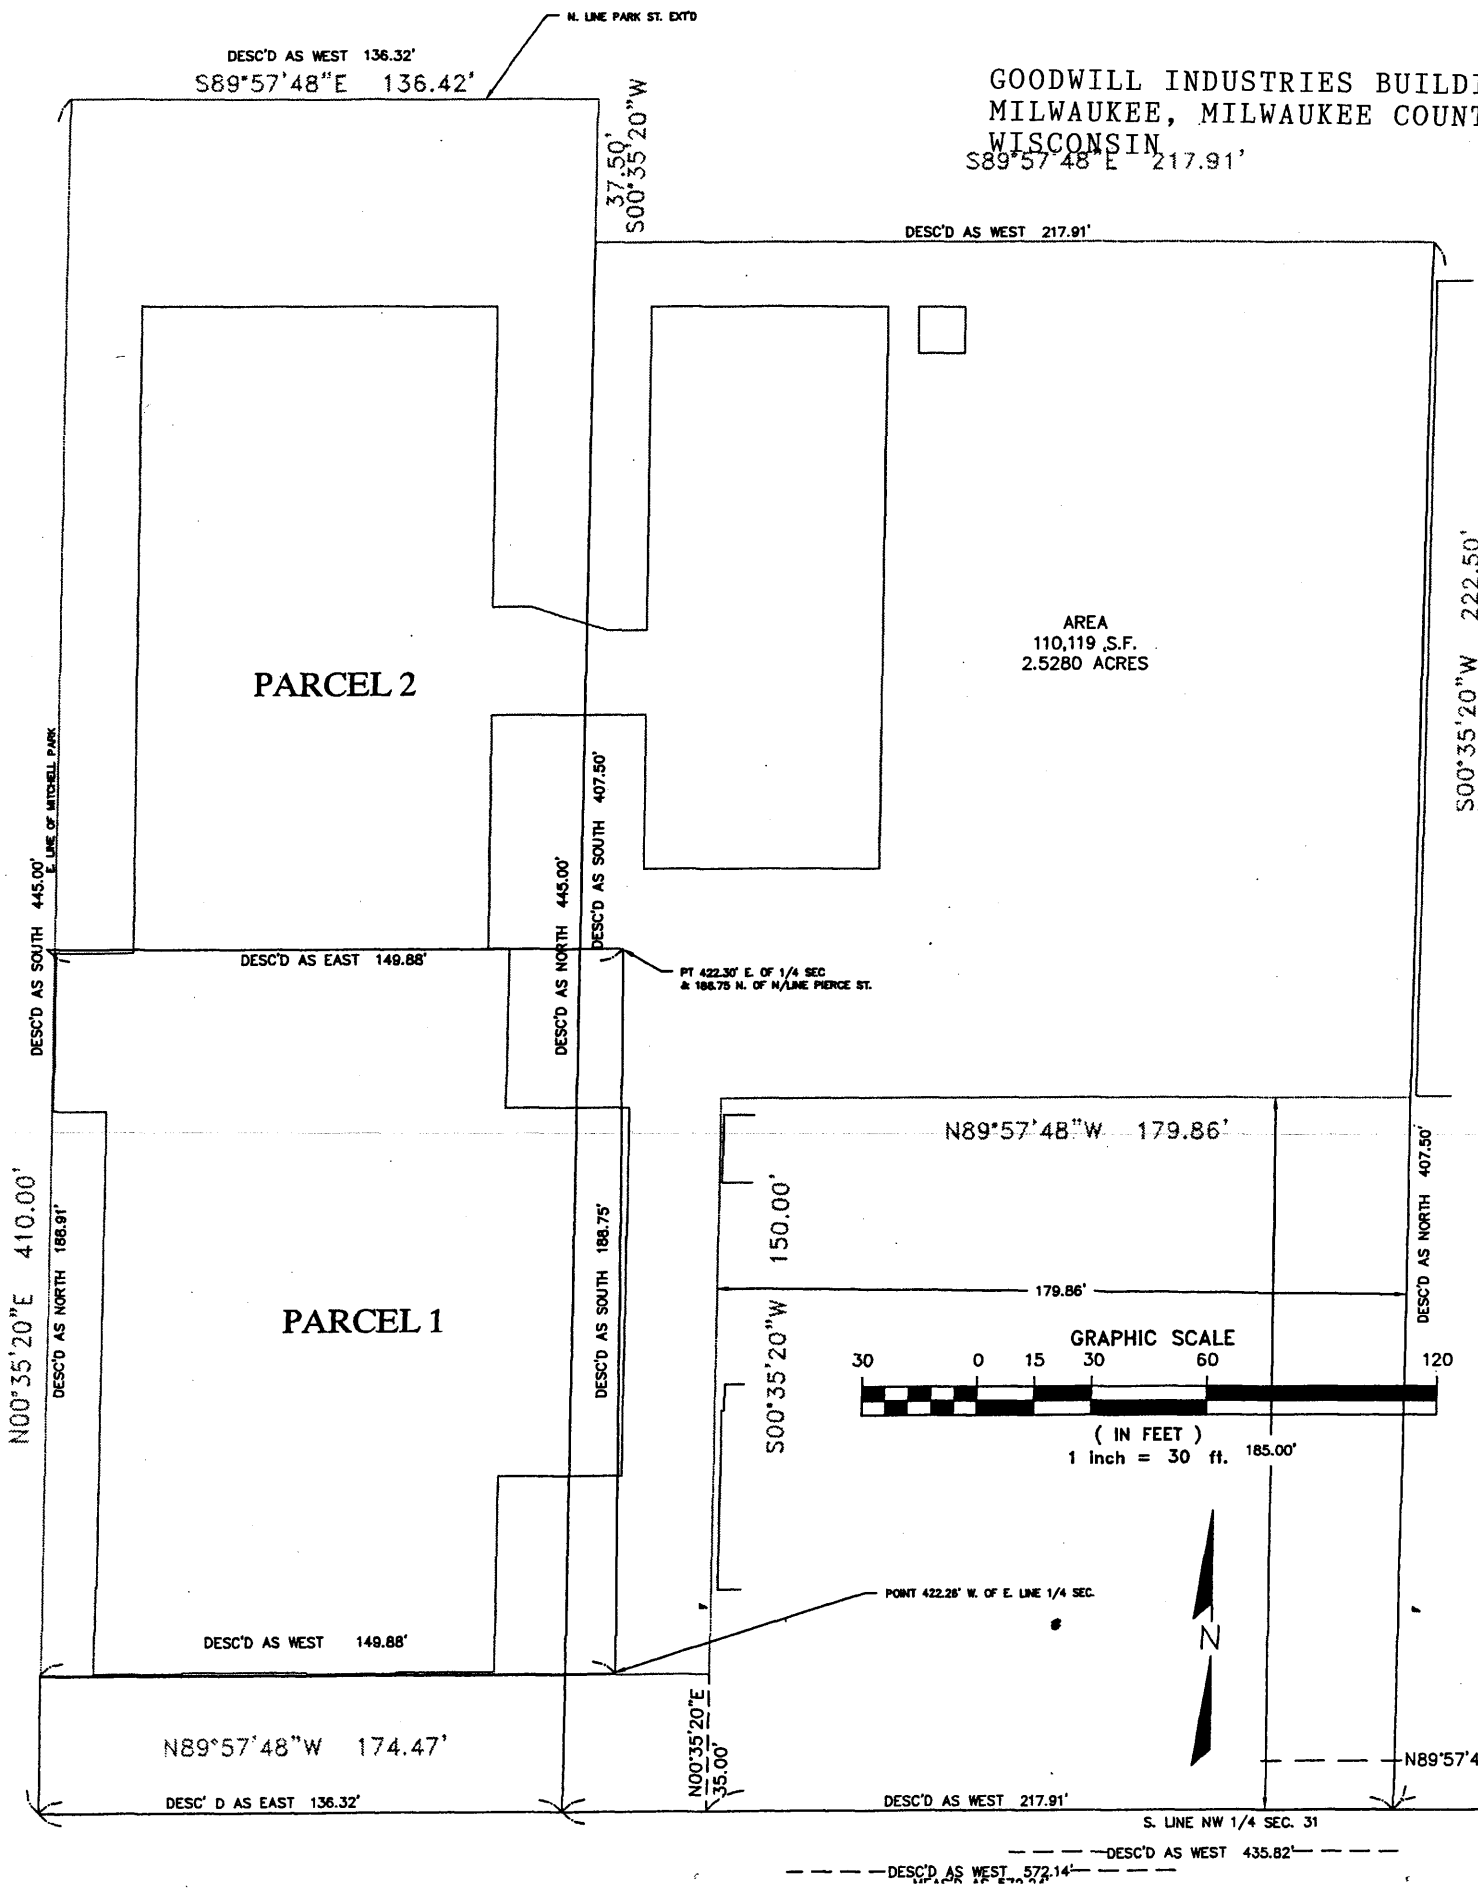 N. LINE PARK ST. EXT'D
DESC'D AS WEST 136.32'
S89°57'48"E 136.42'
37.50'
S00°35'20"W
GOODWILL INDUSTRIES BUILDI
MILWAUKEE, MILWAUKEE COUNT
WISCONSIN
S89°57'48"E 217.91'
DESC'D AS WEST 217.91'
S00°35'20"W 222.50'
AREA
110,119 S.F.
2.5280 ACRES
PARCEL 2
E. LINE OF MITCHELL PARK
DESC'D AS SOUTH 445.00'
DESC'D AS NORTH 445.00'
DESC'D AS SOUTH 407.50'
DESC'D AS EAST 149.88'
PT 422.30' E. OF 1/4 SEC
& 188.75 N. OF N/LINE PIERCE ST.
N89°57'48"W 179.86'
DESC'D AS NORTH 407.50'
N00°35'20"E 410.00'
DESC'D AS NORTH 188.91'
DESC'D AS SOUTH 188.75'
S00°35'20"W 150.00'
179.86'
PARCEL 1
GRAPHIC SCALE
30 0 15 30 60 120
( IN FEET )
1 inch = 30 ft.
185.00'
POINT 422.28' W. OF E. LINE 1/4 SEC.
N
DESC'D AS WEST 149.88'
N89°57'48"W 174.47'
N00°35'20"E
35.00'
N89°57'4
DESC' D AS EAST 136.32'
DESC'D AS WEST 217.91'
S. LINE NW 1/4 SEC. 31
DESC'D AS WEST 435.82'
DESC'D AS WEST 572.14'
MEAS'D AS 572.24'